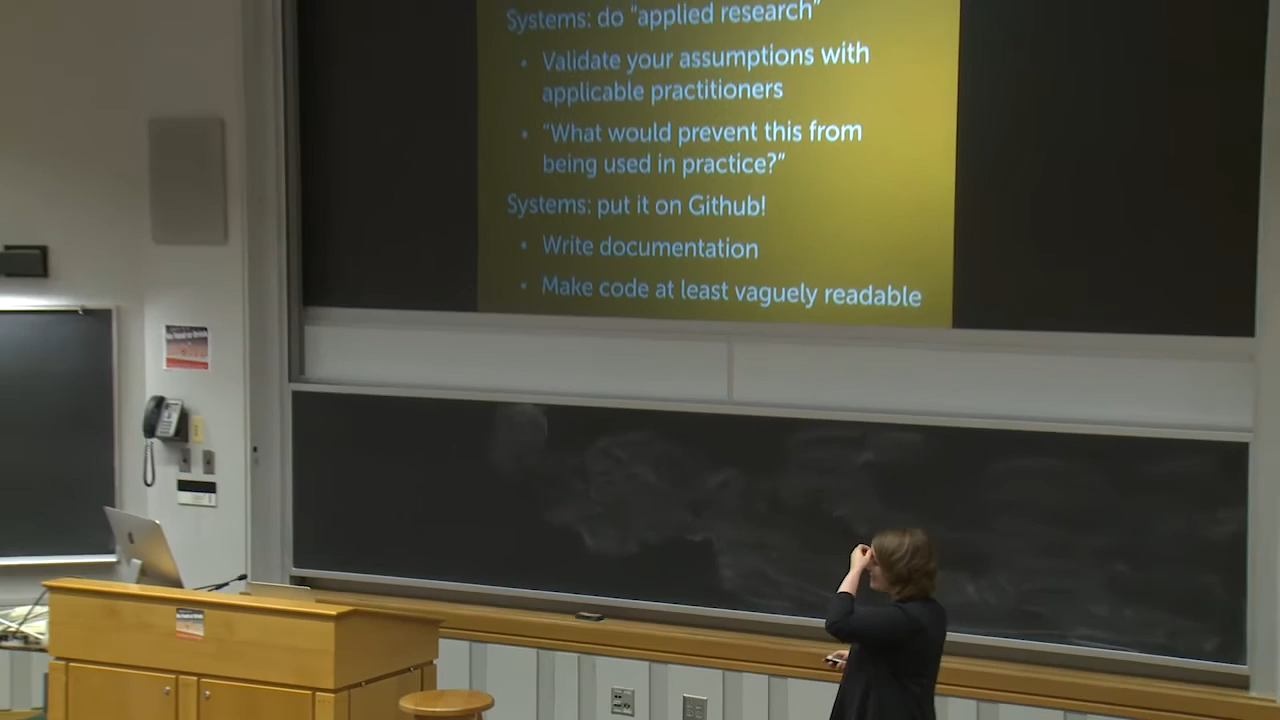 Systems: do “applied research”
• Validate your assumptions with
applicable practitioners
• “What would prevent this from
being used in practice?”
Systems: put it on Github!
• Write documentation
• Make code at least vaguely readable